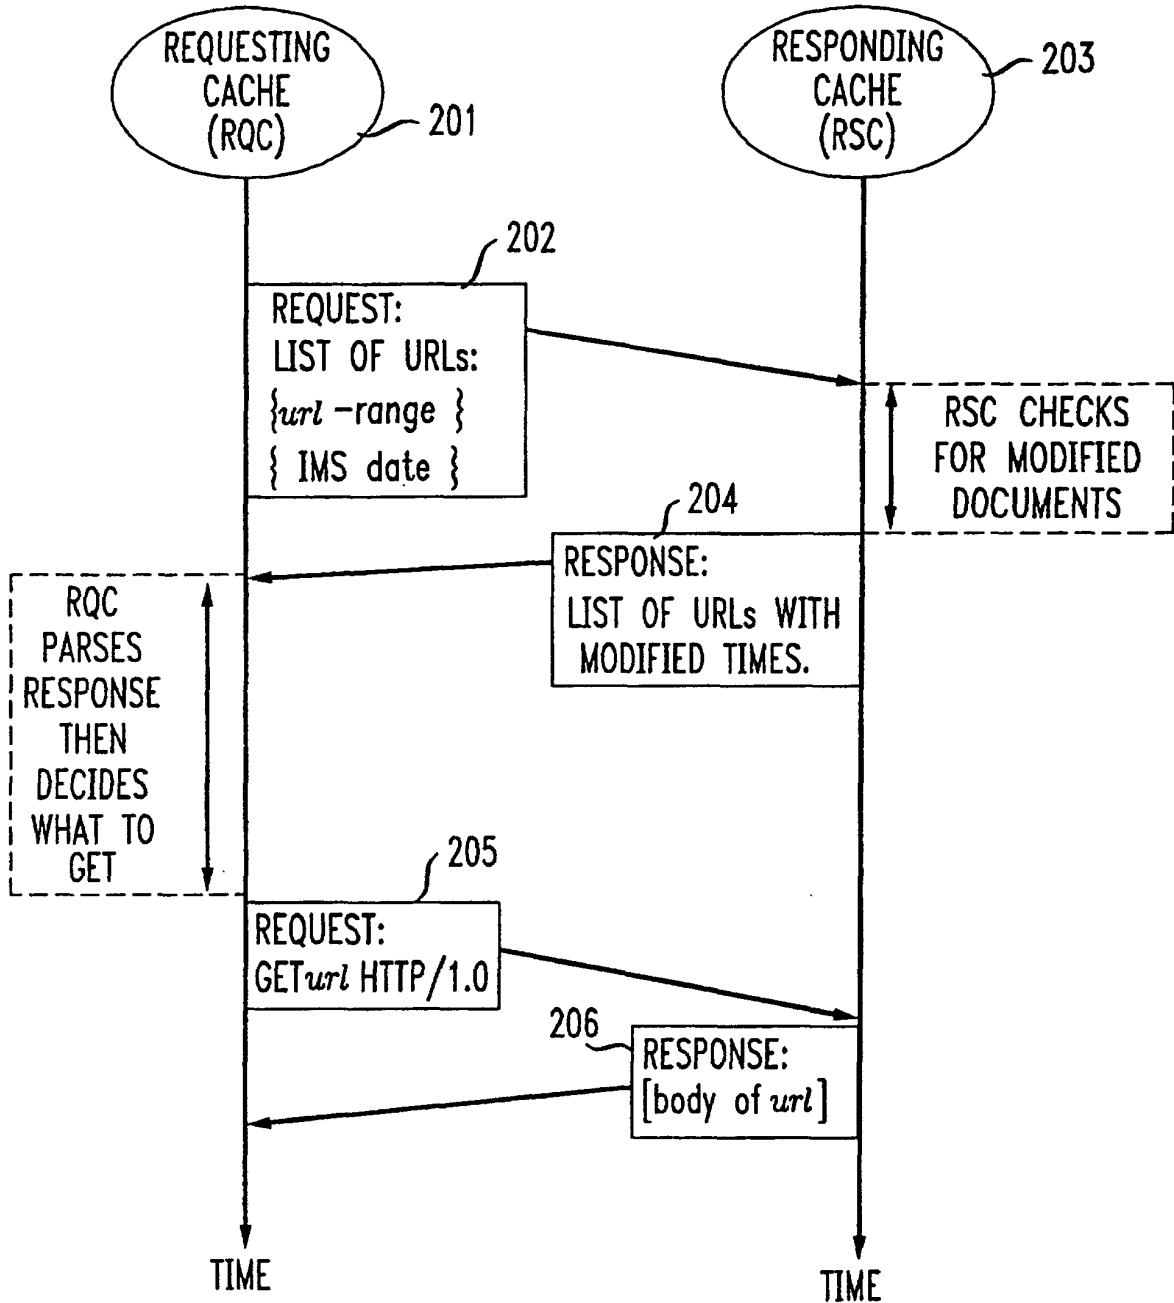 REQUESTING
CACHE
(RQC)
201
RESPONDING
CACHE
(RSC)
203
202
REQUEST:
LIST OF URLs:
{url -range }
{ IMS date }
RSC CHECKS
FOR MODIFIED
DOCUMENTS
204
RESPONSE:
LIST OF URLs WITH
MODIFIED TIMES.
RQC
PARSES
RESPONSE
THEN
DECIDES
WHAT TO
GET
205
REQUEST:
GET url HTTP/1.0
206
RESPONSE:
[body of url]
TIME
TIME